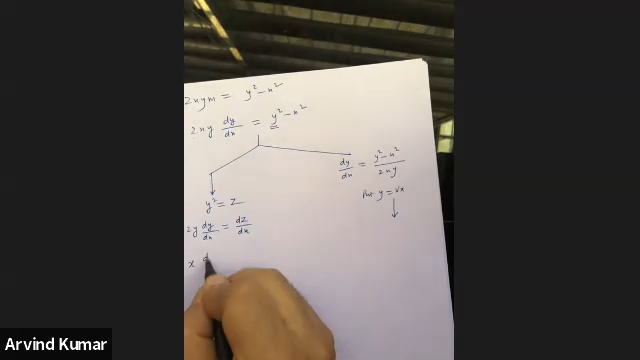 2xym = y² – x²
2xy dy/dx = y² – x²
dy/dx = y² – x² / 2xy
Put y = vx
y² = Z
2y dy/dx = dz/dx
x d
Arvind Kumar